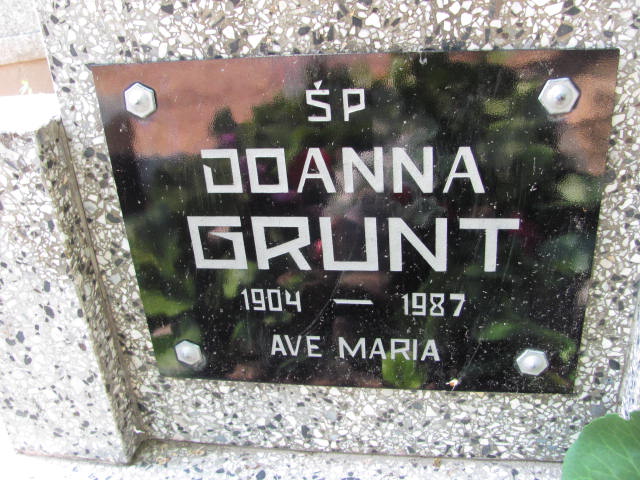 ŚP
JOANNA
GRUNT
1904 — 1987
AVE MARIA